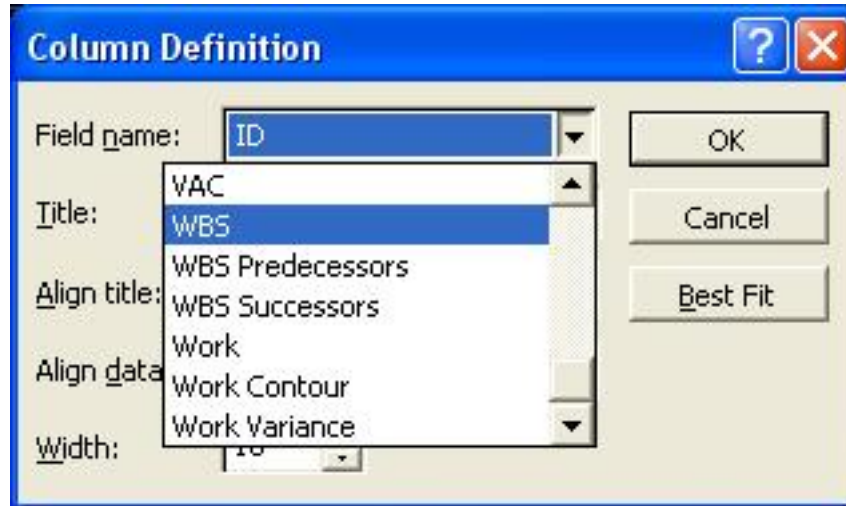 Column Definition
Field name: ID
OK
VAC
Title:
WBS
Cancel
WBS Predecessors
Align title:
WBS Successors
Best Fit
Work
Align data
Work Contour
Work Variance
Width: